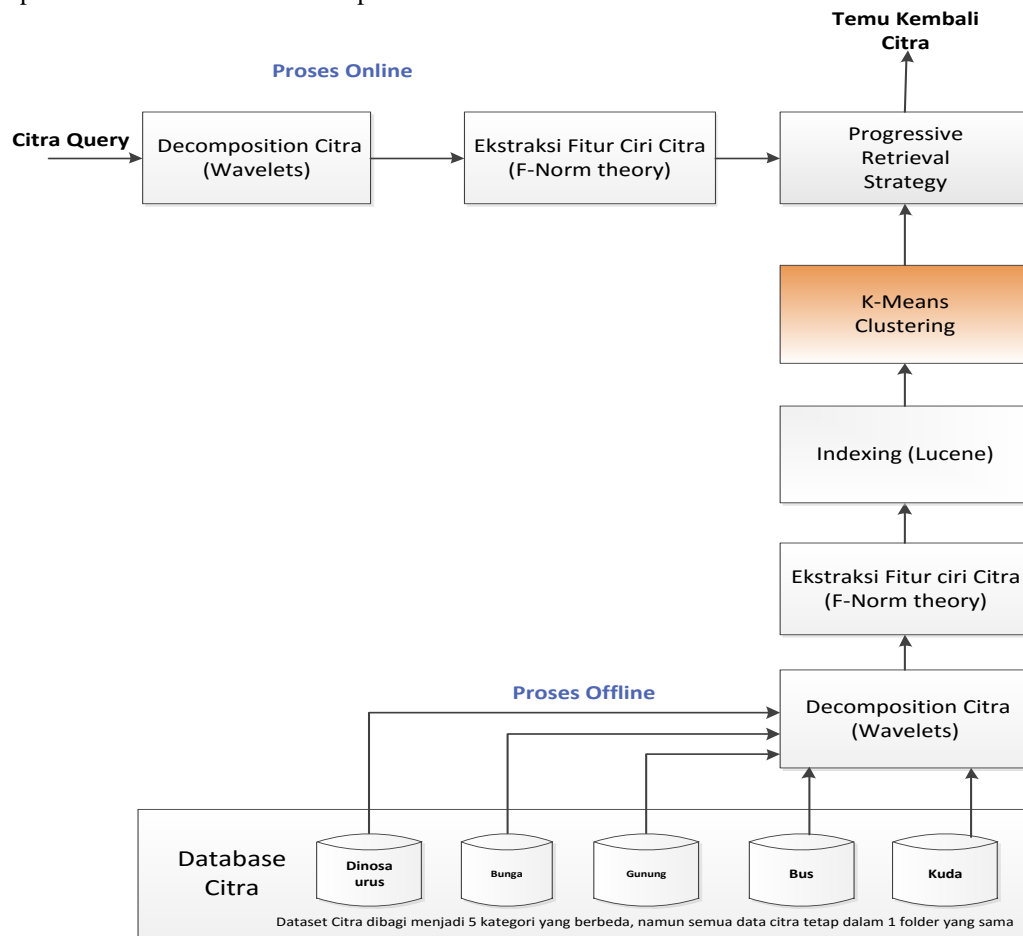 Temu Kembali
Citra
Proses Online
Citra Query
Decomposition Citra
(Wavelets)
Ekstraksi Fitur Ciri Citra
(F-Norm theory)
Progressive
Retrieval
Strategy
K-Means
Clustering
Indexing (Lucene)
Ekstraksi Fitur ciri Citra
(F-Norm theory)
Proses Offline
Decomposition Citra
(Wavelets)
Database
Citra
Dinosa
urus
Bunga
Gunung
Bus
Kuda
Dataset Citra dibagi menjadi 5 kategori yang berbeda, namun semua data citra tetap dalam 1 folder yang sama